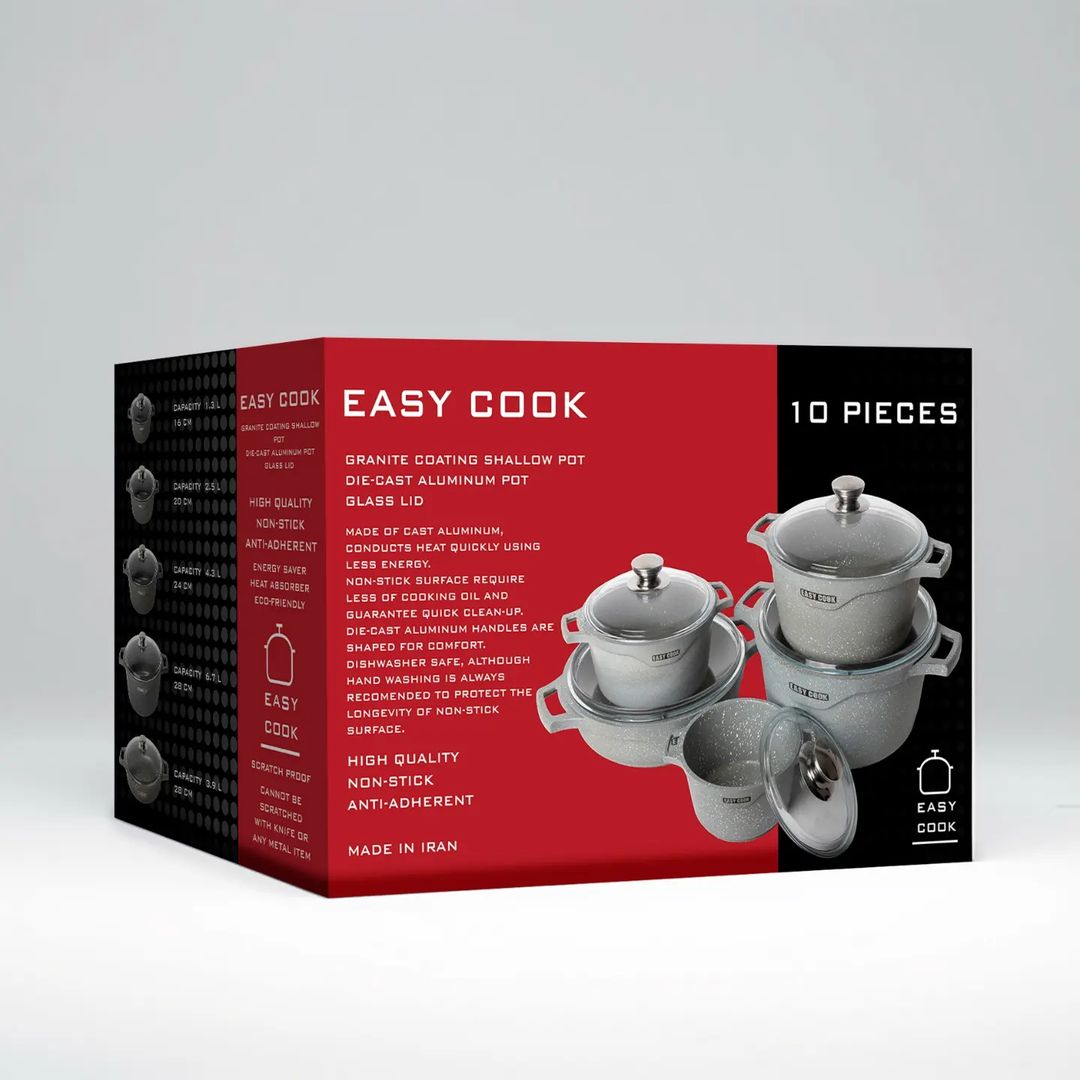 CAPACITY 1.3 L
16 CM
CAPACITY 2.5 L
20 CM
CAPACITY 4.3 L
24 CM
CAPACITY 6.7 L
28 CM
CAPACITY 3.9 L
28 CM
EASY COOK
GRANITE COATING SHALLOW
POT
DIE-CAST ALUMINUM POT
GLASS LID
HIGH QUALITY
NON-STICK
ANTI-ADHERENT
ENERGY SAVER
HEAT ABSORBER
ECO-FRIENDLY
EASY
COOK
SCRATCH PROOF
CANNOT BE
SCRATCHED
WITH KNIFE OR
ANY METAL ITEM
EASY COOK
GRANITE COATING SHALLOW POT
DIE-CAST ALUMINUM POT
GLASS LID
MADE OF CAST ALUMINUM,
CONDUCTS HEAT QUICKLY USING
LESS ENERGY.
NON-STICK SURFACE REQUIRE
LESS OF COOKING OIL AND
GUARANTEE QUICK CLEAN-UP.
DIE-CAST ALUMINUM HANDLES ARE
SHAPED FOR COMFORT.
DISHWASHER SAFE, ALTHOUGH
HAND WASHING IS ALWAYS
RECOMENDED TO PROTECT THE
LONGEVITY OF NON-STICK
SURFACE.
HIGH QUALITY
NON-STICK
ANTI-ADHERENT
MADE IN IRAN
10 PIECES
EASY COOK
EASY COOK
EASY COOK
EASY COOK
EASY
COOK